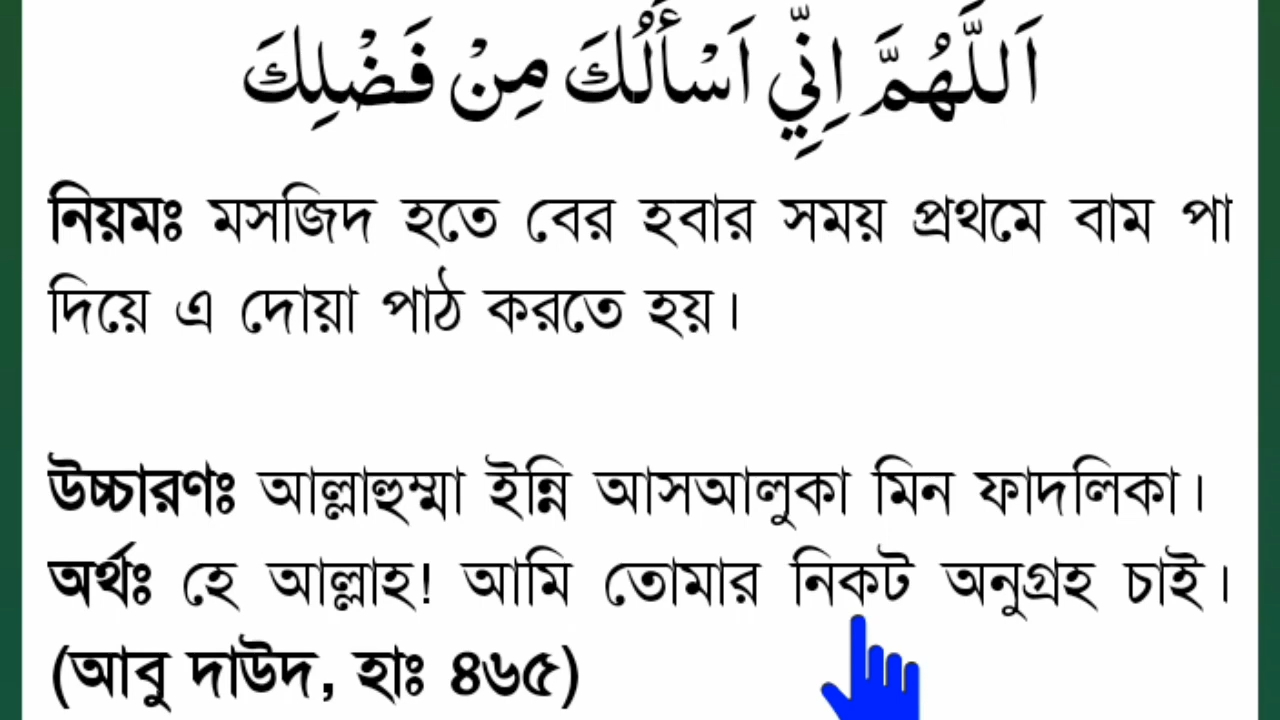 اَللّٰهُمَّ اِنِّي اَسْأَلُكَ مِنْ فَضْلِكَ
নিয়মঃ মসজিদ হতে বের হবার সময় প্রথমে বাম পা
দিয়ে এ দোয়া পাঠ করতে হয়।
উচ্চারণঃ আল্লাহুম্মা ইন্নি আসআলুকা মিন ফাদলিকা।
অর্থঃ হে আল্লাহ! আমি তোমার নিকট অনুগ্রহ চাই।
(আবু দাউদ, হাঃ ৪৬৫)